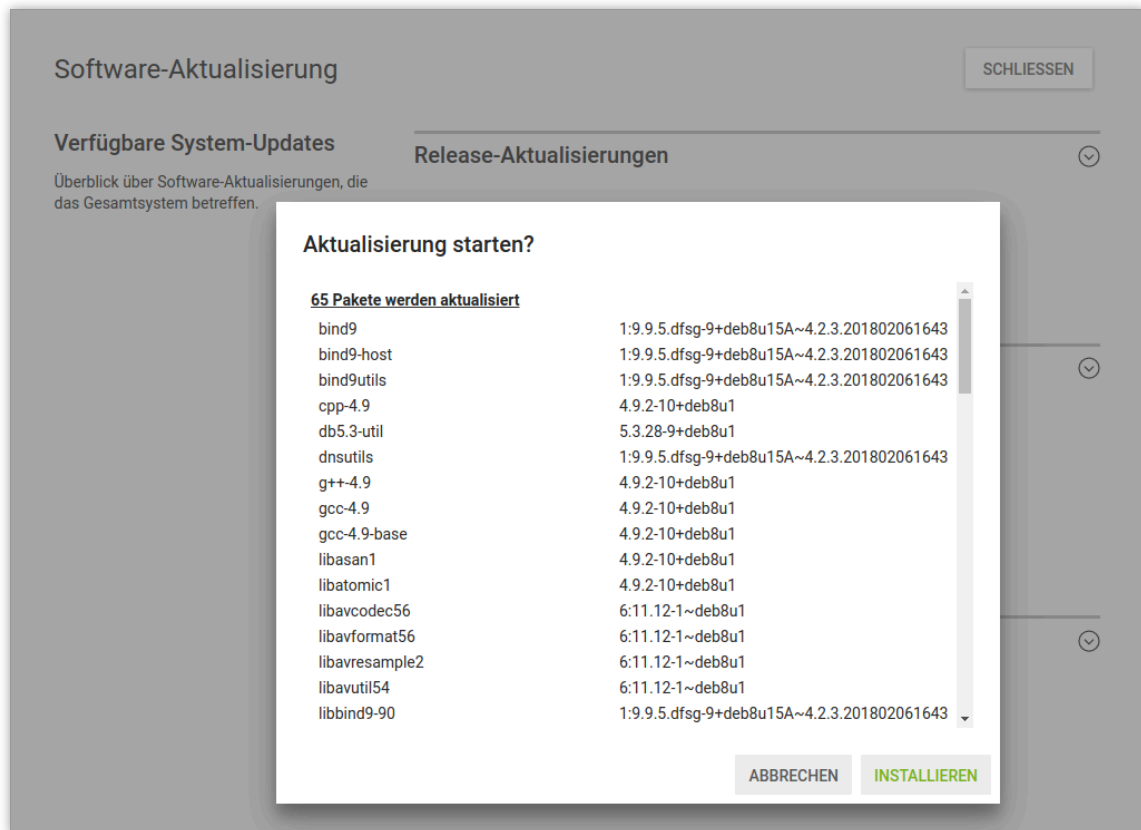 Software-Aktualisierung
SCHLIESSEN
Verfügbare System-Updates
Überblick über Software-Aktualisierungen, die
das Gesamtsystem betreffen.
Release-Aktualisierungen
Aktualisierung starten?
65 Pakete werden aktualisiert
bind9 1:9.9.5.dfsg-9+deb8u15A~4.2.3.201802061643
bind9-host 1:9.9.5.dfsg-9+deb8u15A~4.2.3.201802061643
bind9utils 1:9.9.5.dfsg-9+deb8u15A~4.2.3.201802061643
cpp-4.9 4.9.2-10+deb8u1
db5.3-util 5.3.28-9+deb8u1
dnsutils 1:9.9.5.dfsg-9+deb8u15A~4.2.3.201802061643
g++-4.9 4.9.2-10+deb8u1
gcc-4.9 4.9.2-10+deb8u1
gcc-4.9-base 4.9.2-10+deb8u1
libasan1 4.9.2-10+deb8u1
libatomic1 4.9.2-10+deb8u1
libavcodec56 6:11.12-1~deb8u1
libavformat56 6:11.12-1~deb8u1
libavresample2 6:11.12-1~deb8u1
libavutil54 6:11.12-1~deb8u1
libbind9-90 1:9.9.5.dfsg-9+deb8u15A~4.2.3.201802061643
ABBRECHEN
INSTALLIEREN